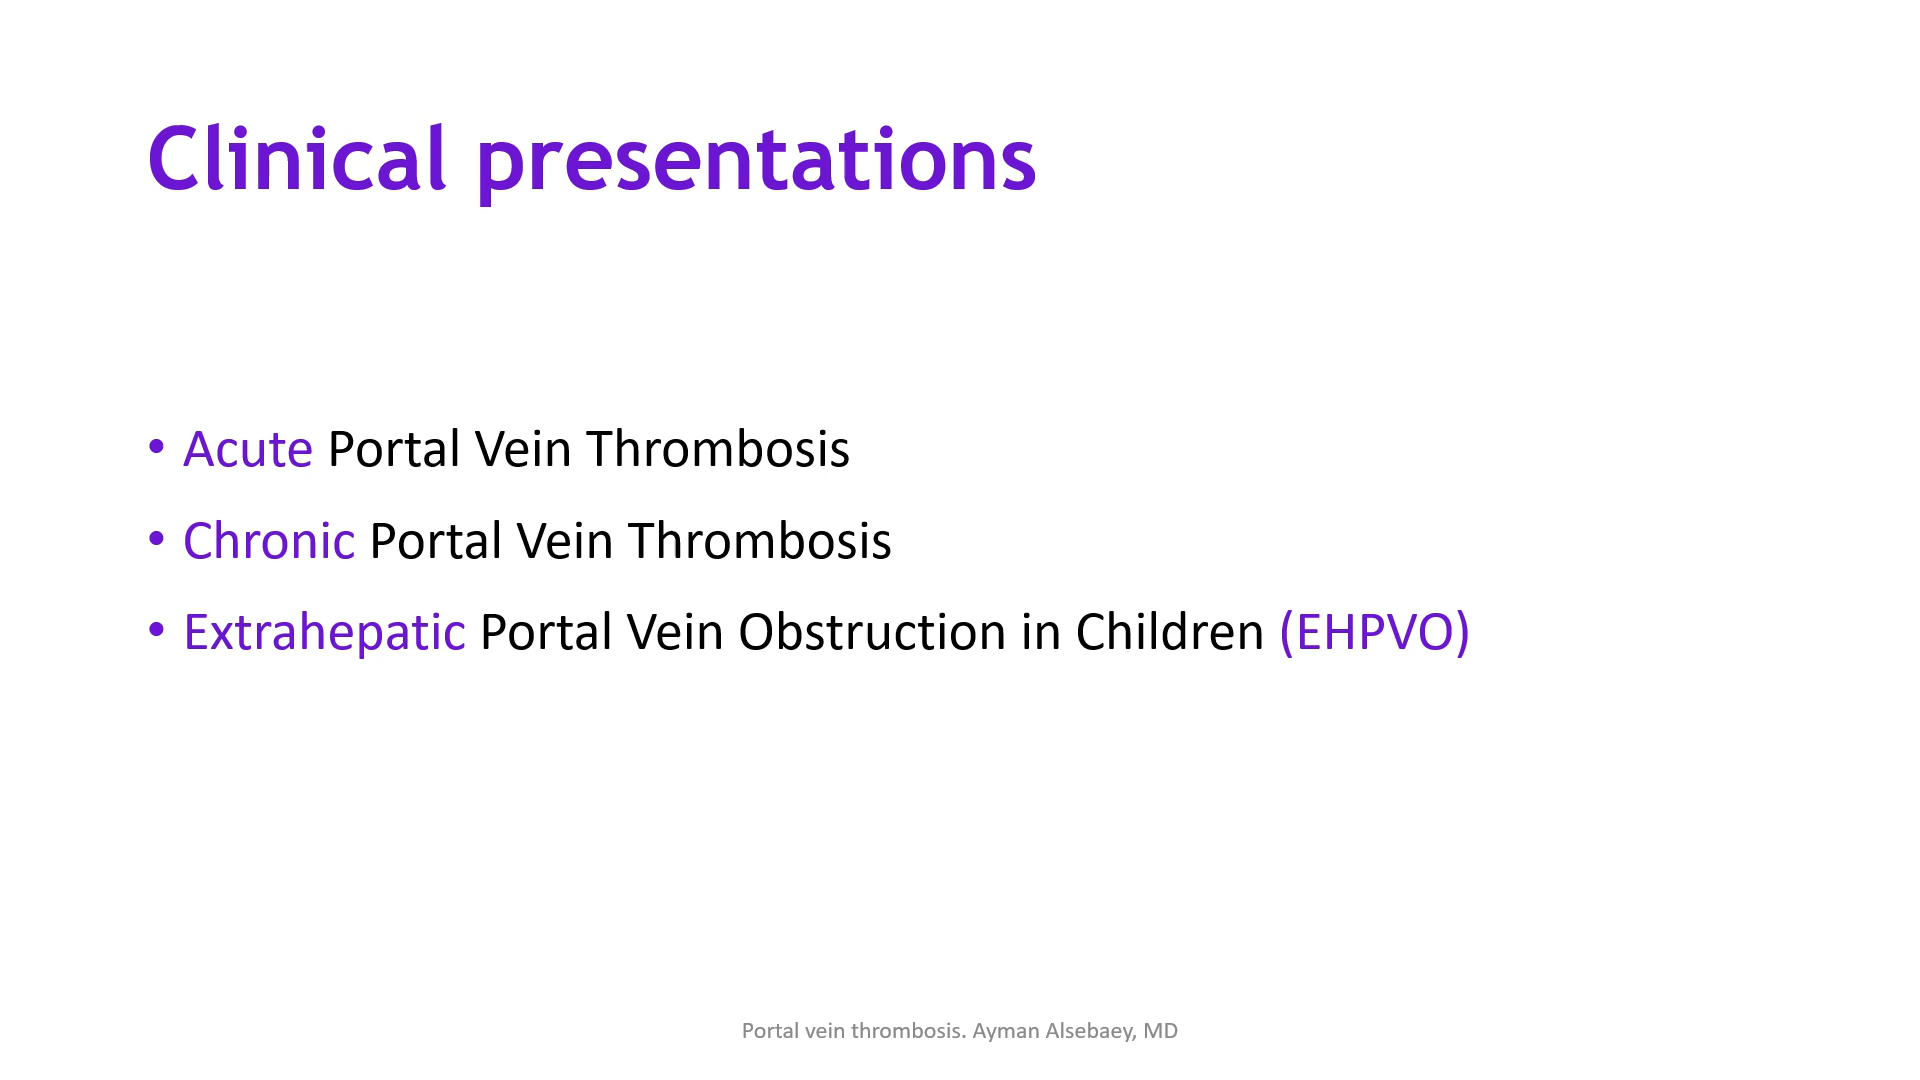 Clinical presentations
• Acute Portal Vein Thrombosis
• Chronic Portal Vein Thrombosis
• Extrahepatic Portal Vein Obstruction in Children (EHPVO)
Portal vein thrombosis. Ayman Alsebaey, MD